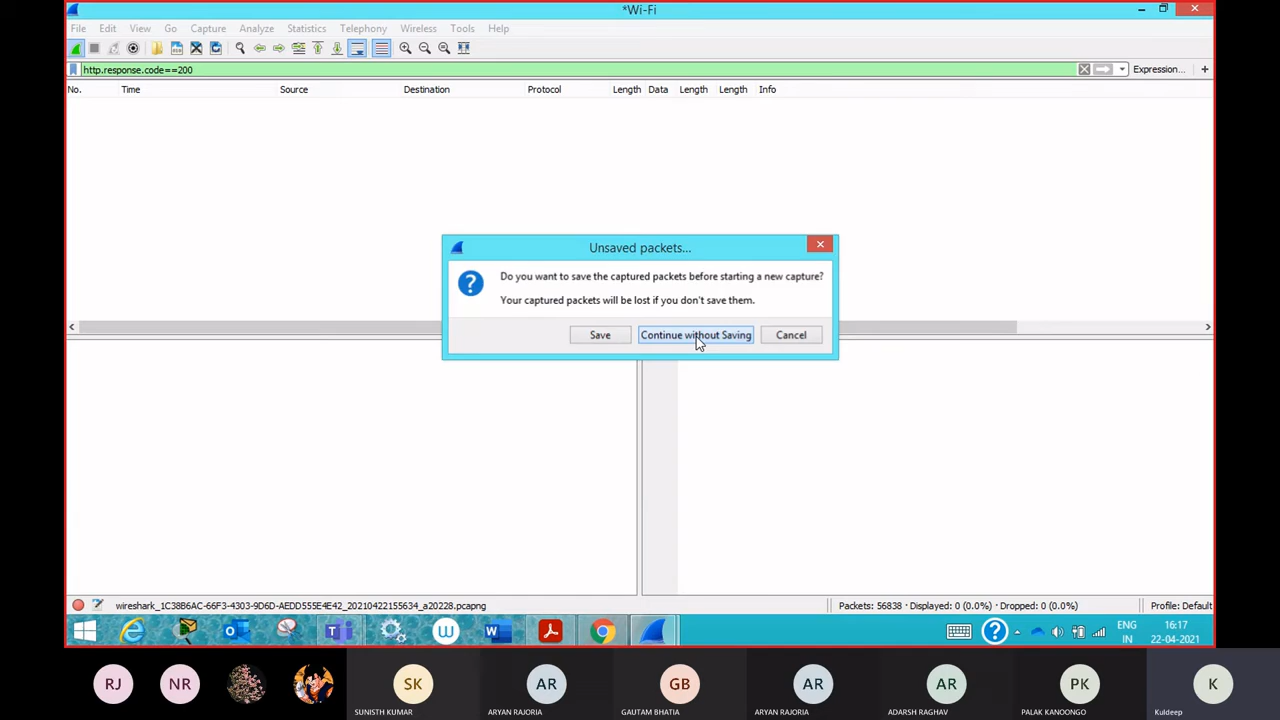 *Wi-Fi
File Edit View Go Capture Analyze Statistics Telephony Wireless Tools Help
http.response.code==200
Expression... +
No. Time Source Destination Protocol Length Data Length Length Info
Unsaved packets...
Do you want to save the captured packets before starting a new capture?
Your captured packets will be lost if you don't save them.
Save Continue without Saving Cancel
wireshark_1C38B6AC-66F3-4303-9D6D-AEDD555E4E42_20210422155634_a20228.pcapng
Packets: 56838 · Displayed: 0 (0.0%) · Dropped: 0 (0.0%)
Profile: Default
ENG
IN
16:17
22-04-2021
RJ NR SK AR GB AR AR PK K
SUNISTH KUMAR ARYAN RAJORIA GAUTAM BHATIA ARYAN RAJORIA ADARSH RAGHAV PALAK KANOONGO Kuldeep